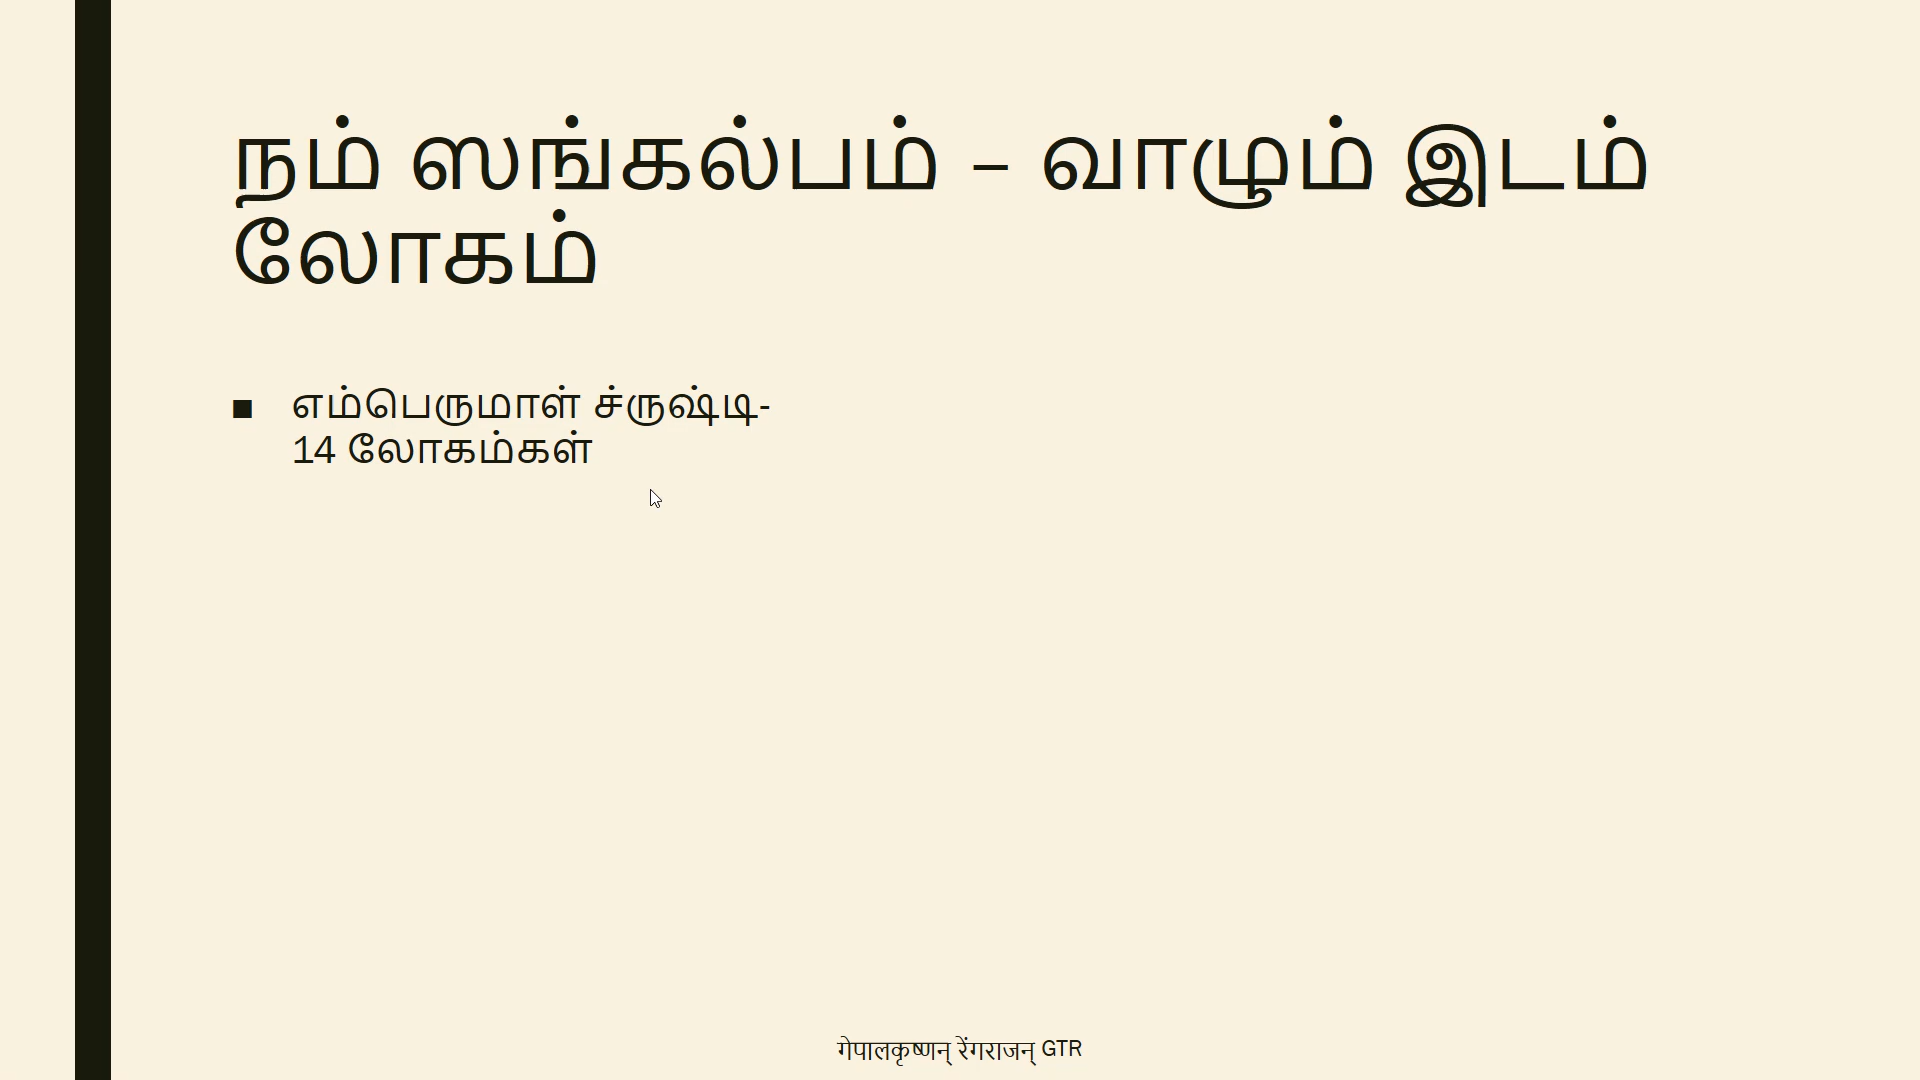 நம் ஸங்கல்பம் – வாழும் இடம்
லோகம்
▪ எம்பெருமாள் ச்ருஷ்டி-
14 லோகம்கள்
गेपालकृष्णन् रेंगराजन् GTR